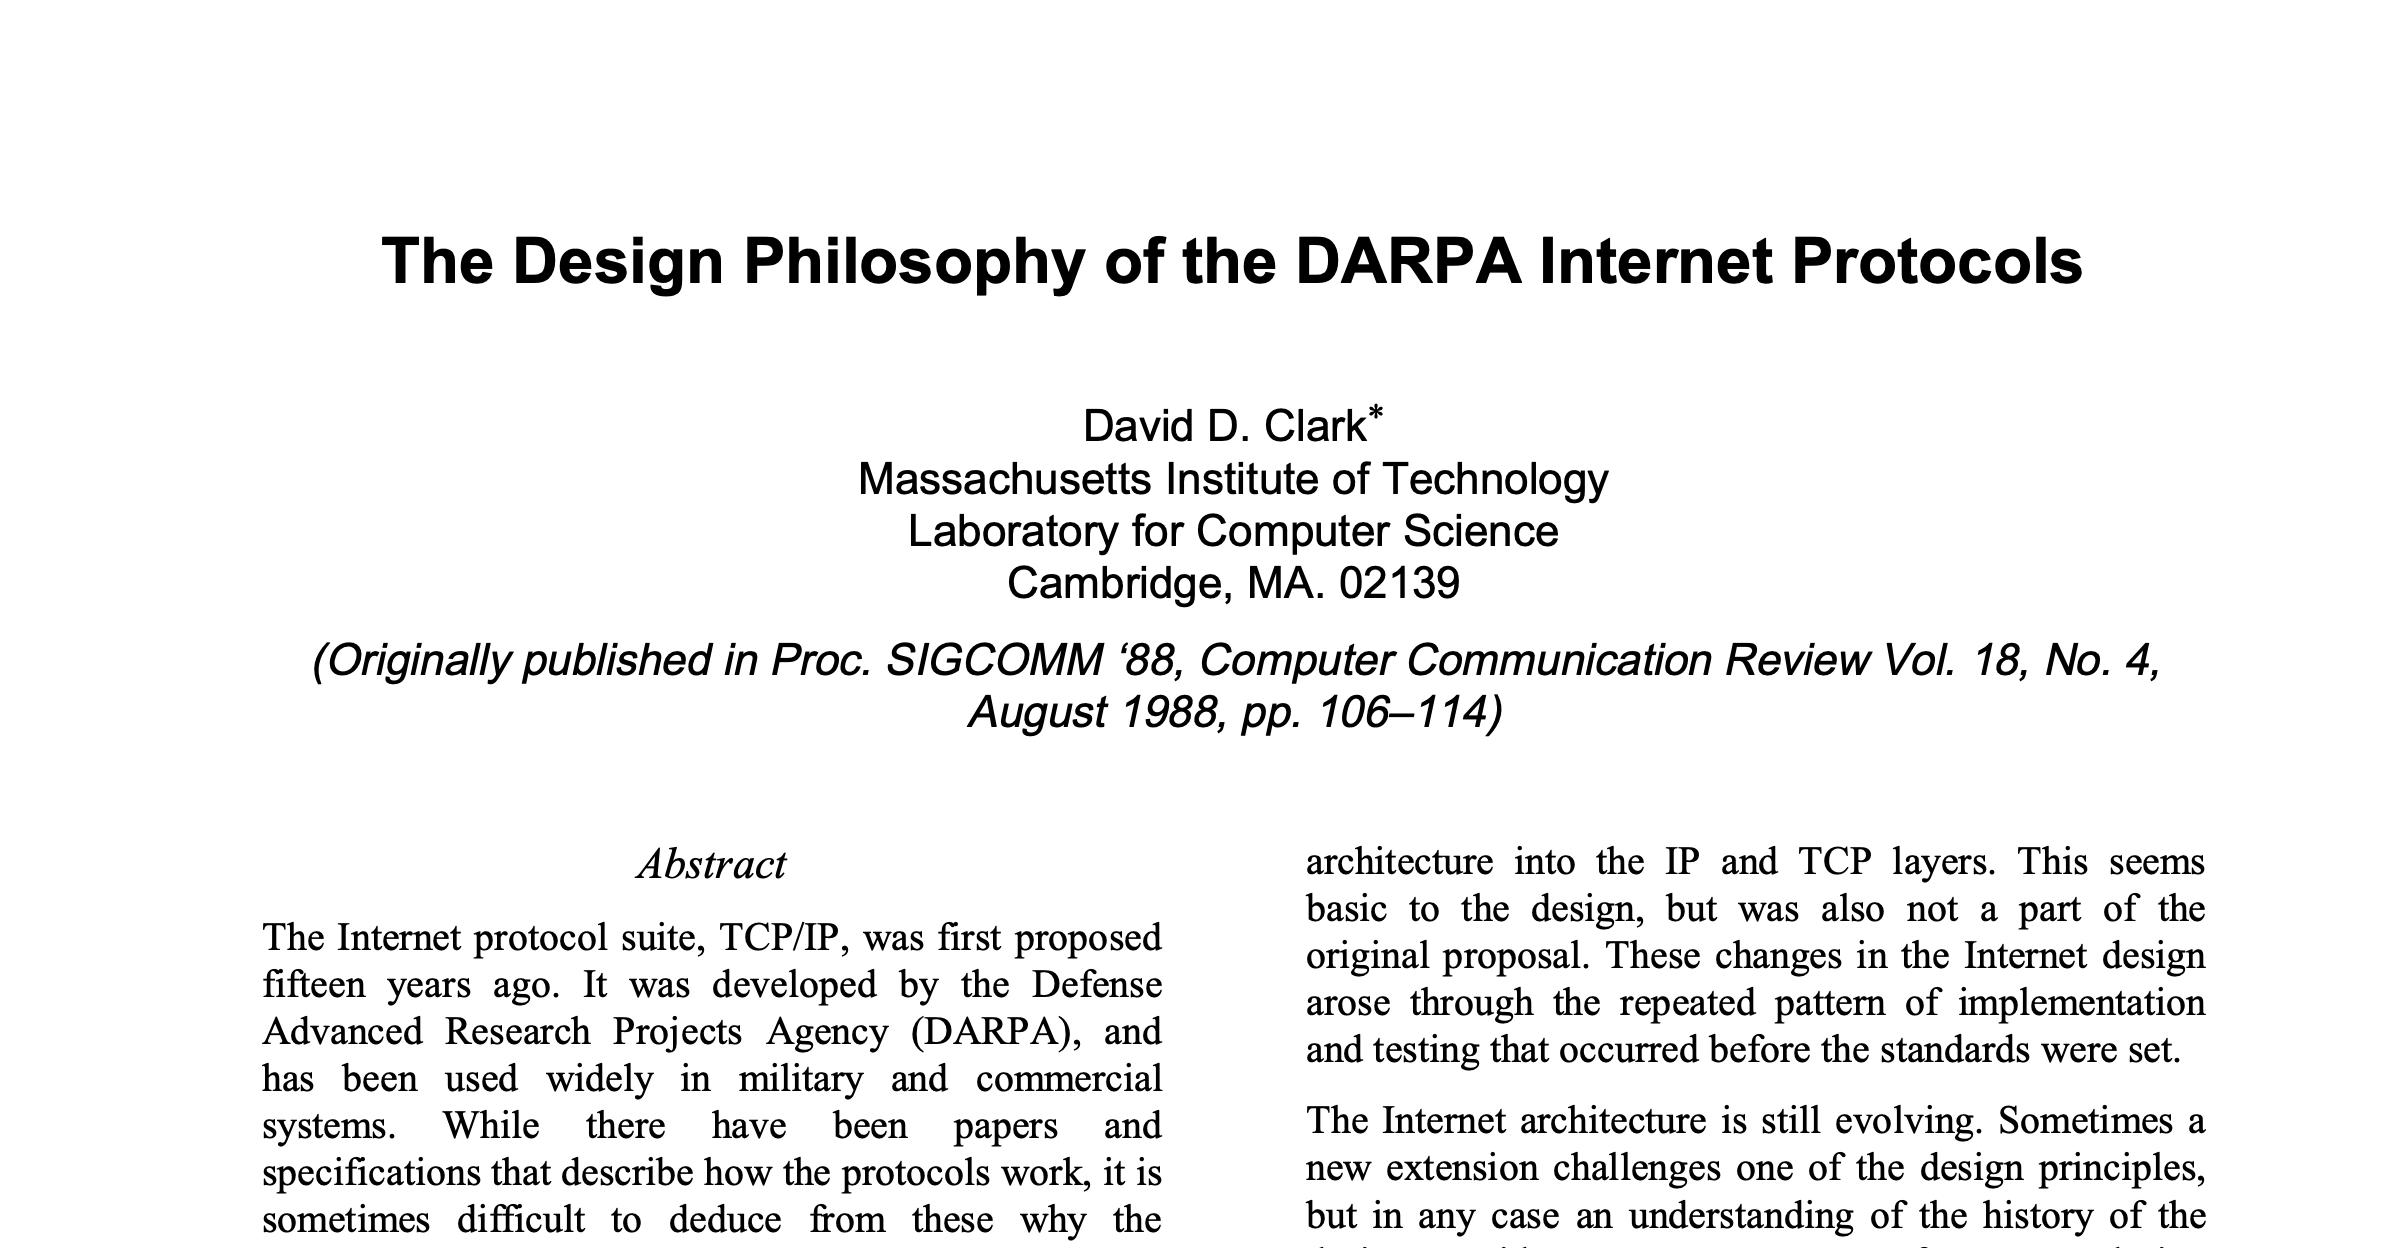 The Design Philosophy of the DARPA Internet Protocols
David D. Clark*
Massachusetts Institute of Technology
Laboratory for Computer Science
Cambridge, MA. 02139
(Originally published in Proc. SIGCOMM ‘88, Computer Communication Review Vol. 18, No. 4,
August 1988, pp. 106–114)
Abstract
The Internet protocol suite, TCP/IP, was first proposed
fifteen years ago. It was developed by the Defense
Advanced Research Projects Agency (DARPA), and
has been used widely in military and commercial
systems. While there have been papers and
specifications that describe how the protocols work, it is
sometimes difficult to deduce from these why the
architecture into the IP and TCP layers. This seems
basic to the design, but was also not a part of the
original proposal. These changes in the Internet design
arose through the repeated pattern of implementation
and testing that occurred before the standards were set.
The Internet architecture is still evolving. Sometimes a
new extension challenges one of the design principles,
but in any case an understanding of the history of the